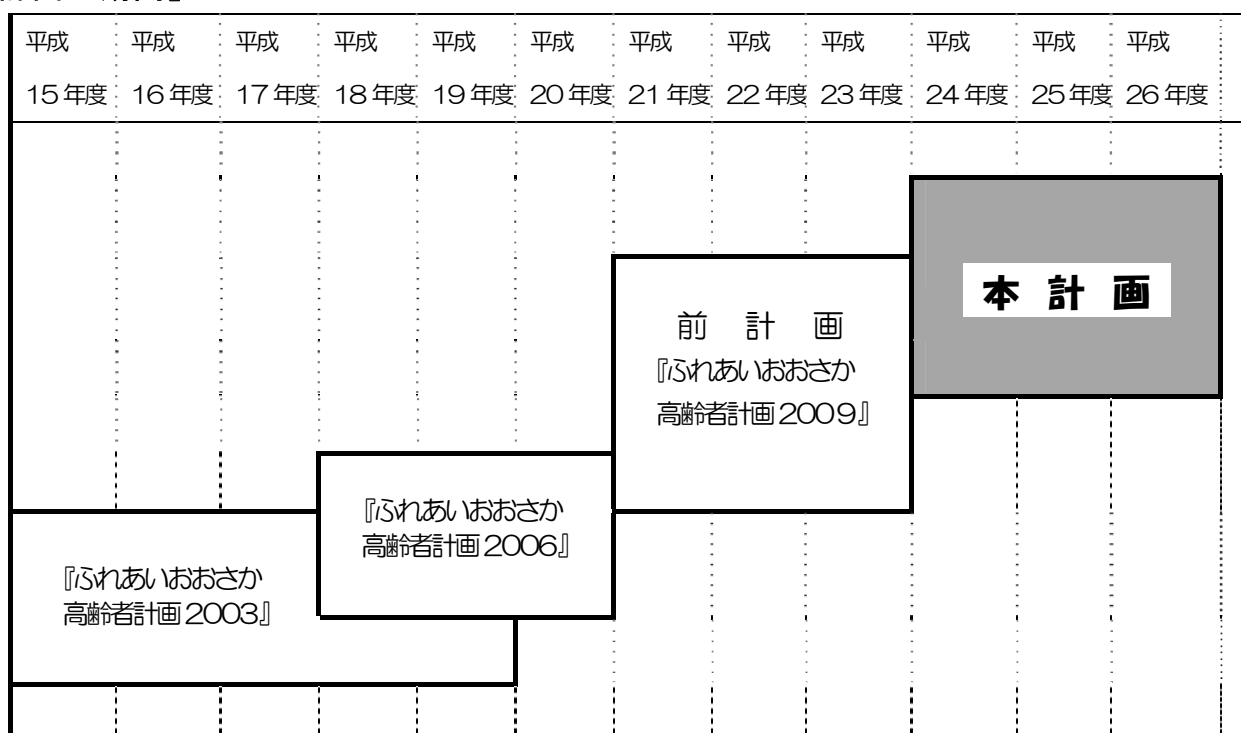 平成 平成 平成 平成 平成 平成 平成 平成 平成 平成 平成 平成
15年度 16年度 17年度 18年度 19年度 20年度 21年度 22年度 23年度 24年度 25年度 26年度
本計画
前計画
『ふれあいおおさか
高齢者計画2009』
『ふれあいおおさか
高齢者計画2006』
『ふれあいおおさか
高齢者計画2003』